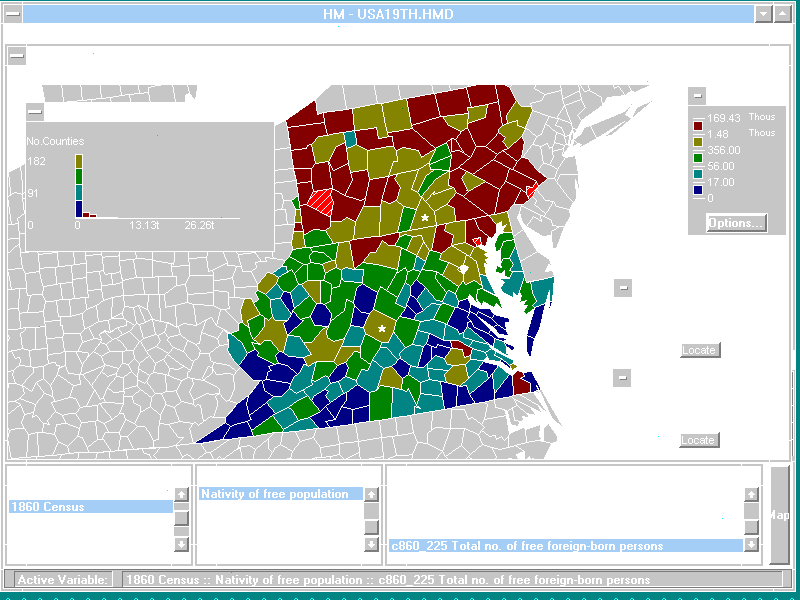 HM - USA19TH.HMD
No.Counties
182
91
0
0
13.13t
26.26t
169.43 Thous
1.48 Thous
356.00
56.00
17.00
0
Options...
Locate
Locate
1860 Census
Nativity of free population
c860_225 Total no. of free foreign-born persons
Map
Active Variable:
1860 Census :: Nativity of free population :: c860_225 Total no. of free foreign-born persons